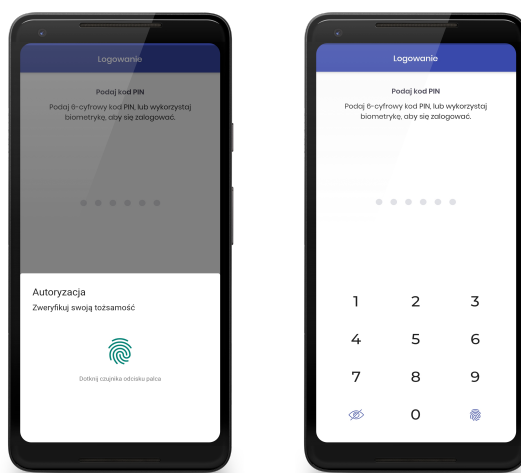 Logowanie
Podaj kod PIN
Podaj 6-cyfrowy kod PIN, lub wykorzystaj
biometrykę, aby się zalogować.
Autoryzacja
Zweryfikuj swoją tożsamość
Dotknij czujnika odcisku palca
Logowanie
Podaj kod PIN
Podaj 6-cyfrowy kod PIN, lub wykorzystaj
biometrykę, aby się zalogować.
1 2 3
4 5 6
7 8 9
0